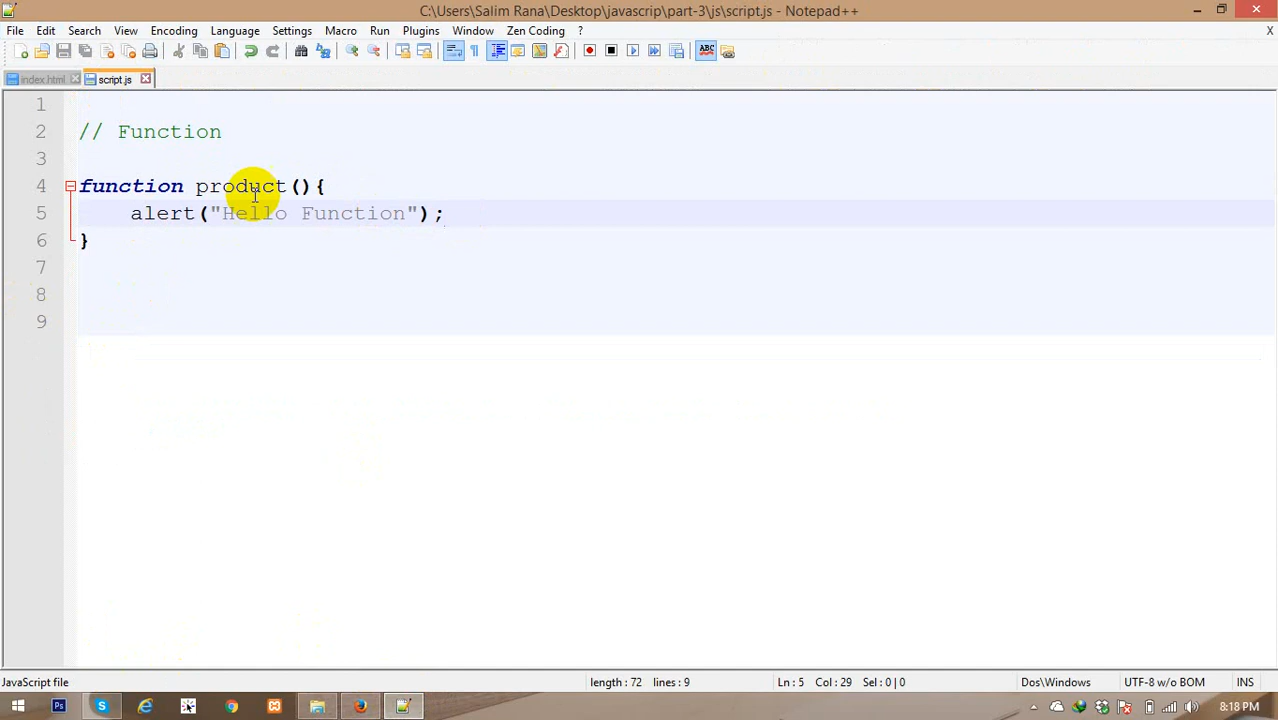 C:\Users\Salim Rana\Desktop\javascrip\part-3\js\script.js - Notepad++
File Edit Search View Encoding Language Settings Macro Run Plugins Window Zen Coding ? X
index.html script.js
1
2 // Function
3
4 function product(){
5 alert("Hello Function");
6 }
7
8
9
JavaScript file length : 72 lines : 9 Ln : 5 Col : 29 Sel : 0 | 0 Dos\Windows UTF-8 w/o BOM INS
8:18 PM